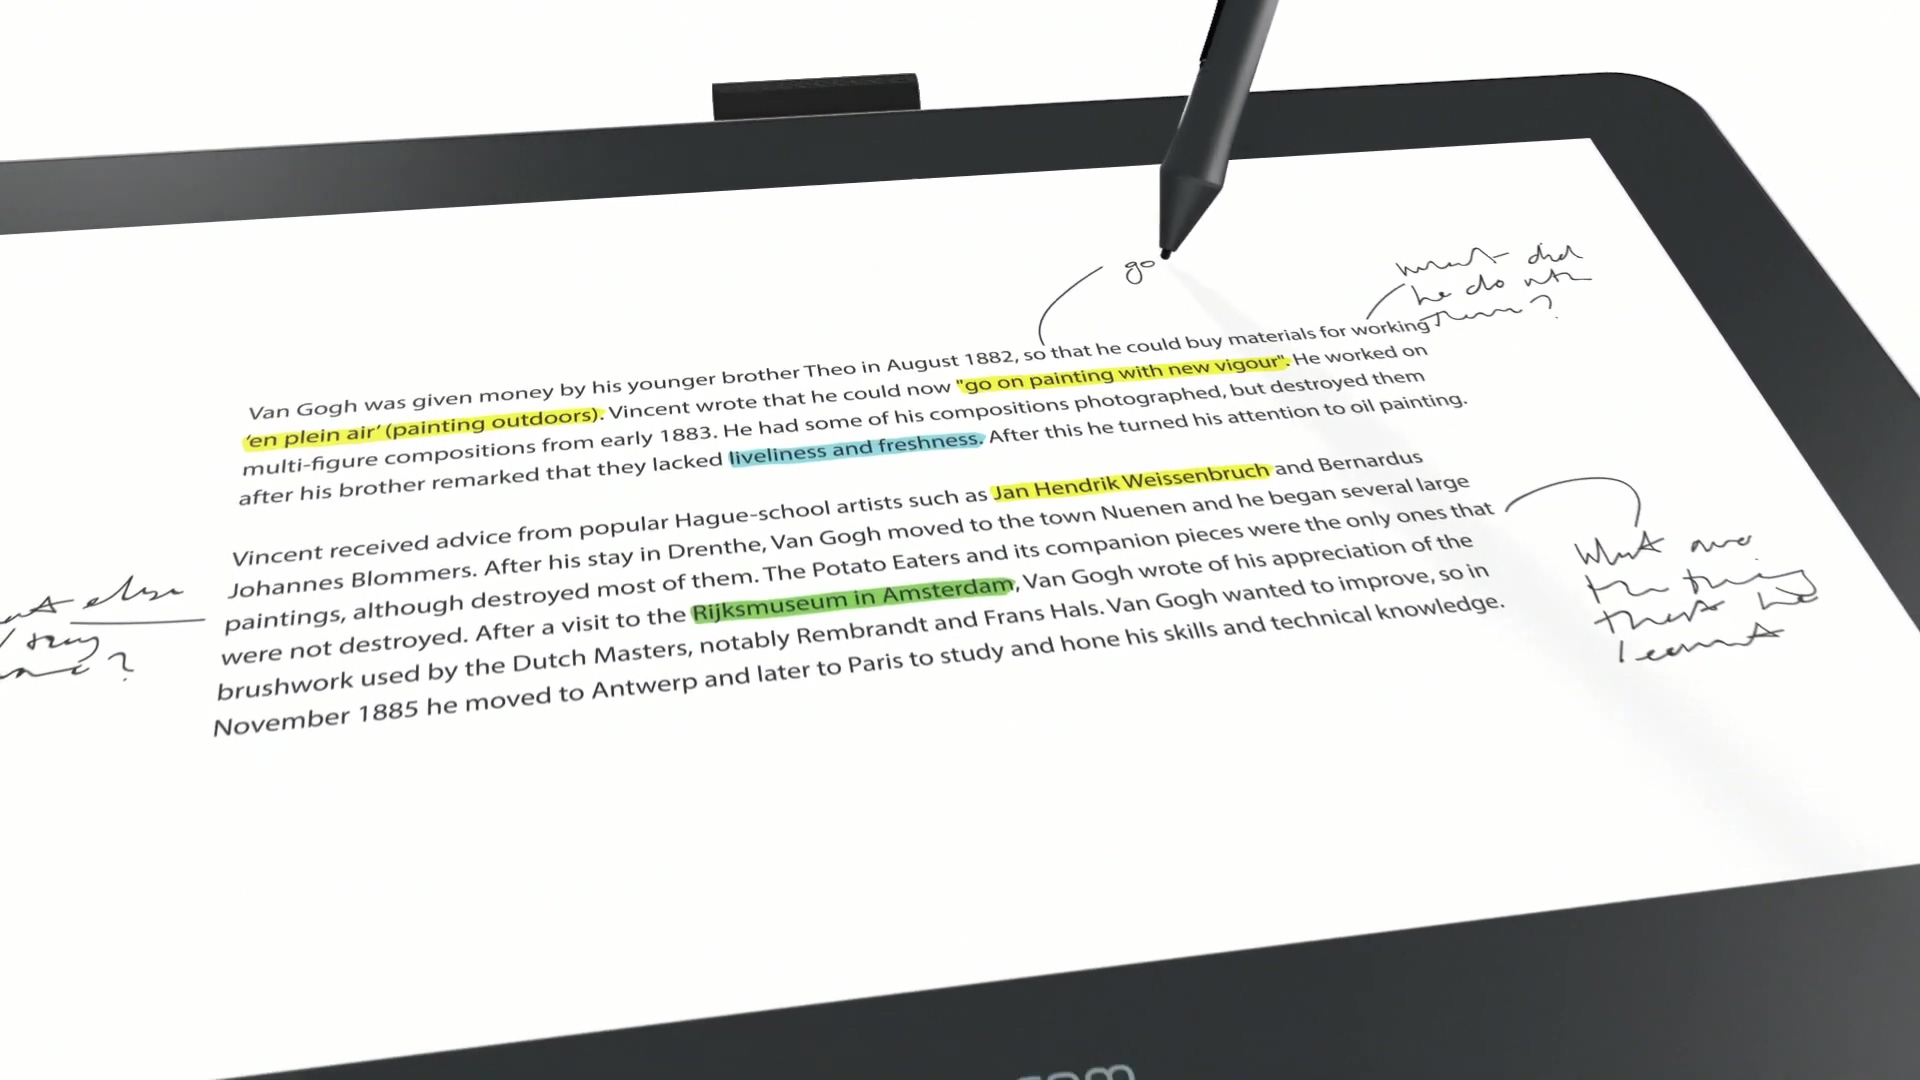 go
what did
he do with
them?
Van Gogh was given money by his younger brother Theo in August 1882, so that he could buy materials for working
'en plein air' (painting outdoors). Vincent wrote that he could now "go on painting with new vigour". He worked on
multi-figure compositions from early 1883. He had some of his compositions photographed, but destroyed them
after his brother remarked that they lacked liveliness and freshness. After this he turned his attention to oil painting.
Vincent received advice from popular Hague-school artists such as Jan Hendrik Weissenbruch and Bernardus
Johannes Blommers. After his stay in Drenthe, Van Gogh moved to the town Nuenen and he began several large
paintings, although destroyed most of them. The Potato Eaters and its companion pieces were the only ones that
were not destroyed. After a visit to the Rijksmuseum in Amsterdam, Van Gogh wrote of his appreciation of the
brushwork used by the Dutch Masters, notably Rembrandt and Frans Hals. Van Gogh wanted to improve, so in
November 1885 he moved to Antwerp and later to Paris to study and hone his skills and technical knowledge.
else
?
What are
the things
that he
learnt